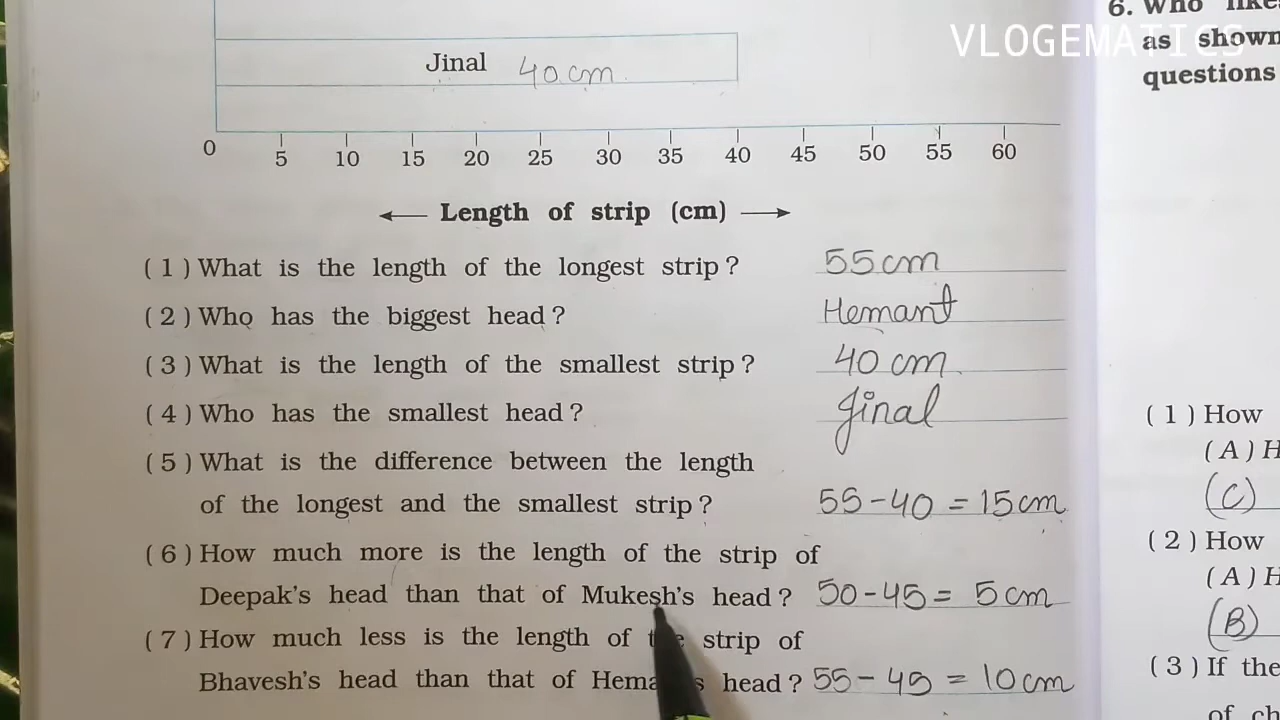 6. Who like
VLOGEMATICS
as shown
questions
Jinal 40 cm
0 5 10 15 20 25 30 35 40 45 50 55 60
Length of strip (cm)
( 1 ) What is the length of the longest strip ? 55 cm
( 2 ) Who has the biggest head ? Hemant
( 3 ) What is the length of the smallest strip ? 40 cm
( 4 ) Who has the smallest head ? Jinal
( 5 ) What is the difference between the length
of the longest and the smallest strip ? 55 - 40 = 15 cm
( 6 ) How much more is the length of the strip of
Deepak's head than that of Mukesh's head ? 50 - 45 = 5 cm
( 7 ) How much less is the length of the strip of
Bhavesh's head than that of Hemant's head ? 55 - 45 = 10 cm
( 1 ) How
(A) H
(C)
( 2 ) How
(A) H
(B)
( 3 ) If the
of ch